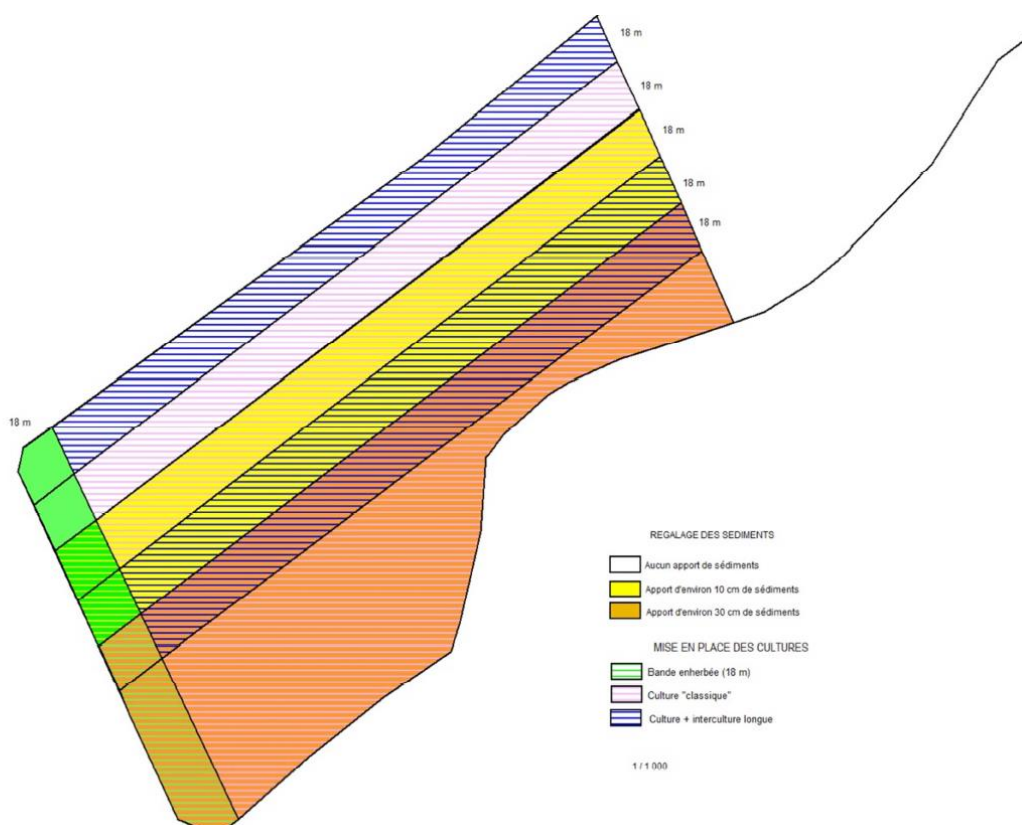 18 m
18 m
18 m
18 m
18 m
18 m
REGALAGE DES SEDIMENTS
Aucun apport de sédiments
Apport d'environ 10 cm de sédiments
Apport d'environ 30 cm de sédiments
MISE EN PLACE DES CULTURES
Bande enherbée (18 m)
Culture "classique"
Culture + interculture longue
1 / 1 000